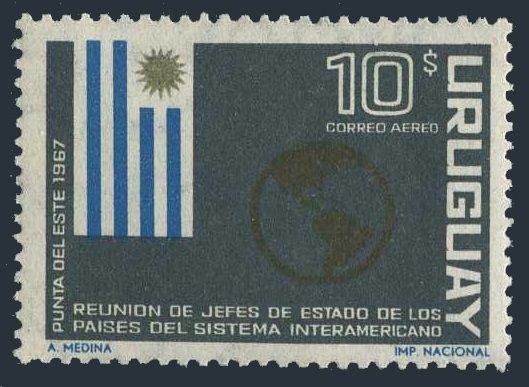 10$
CORREO AEREO
URUGUAY
PUNTA DEL ESTE 1967
REUNION DE JEFES DE ESTADO DE LOS
PAISES DEL SISTEMA INTERAMERICANO
A. MEDINA
IMP. NACIONAL